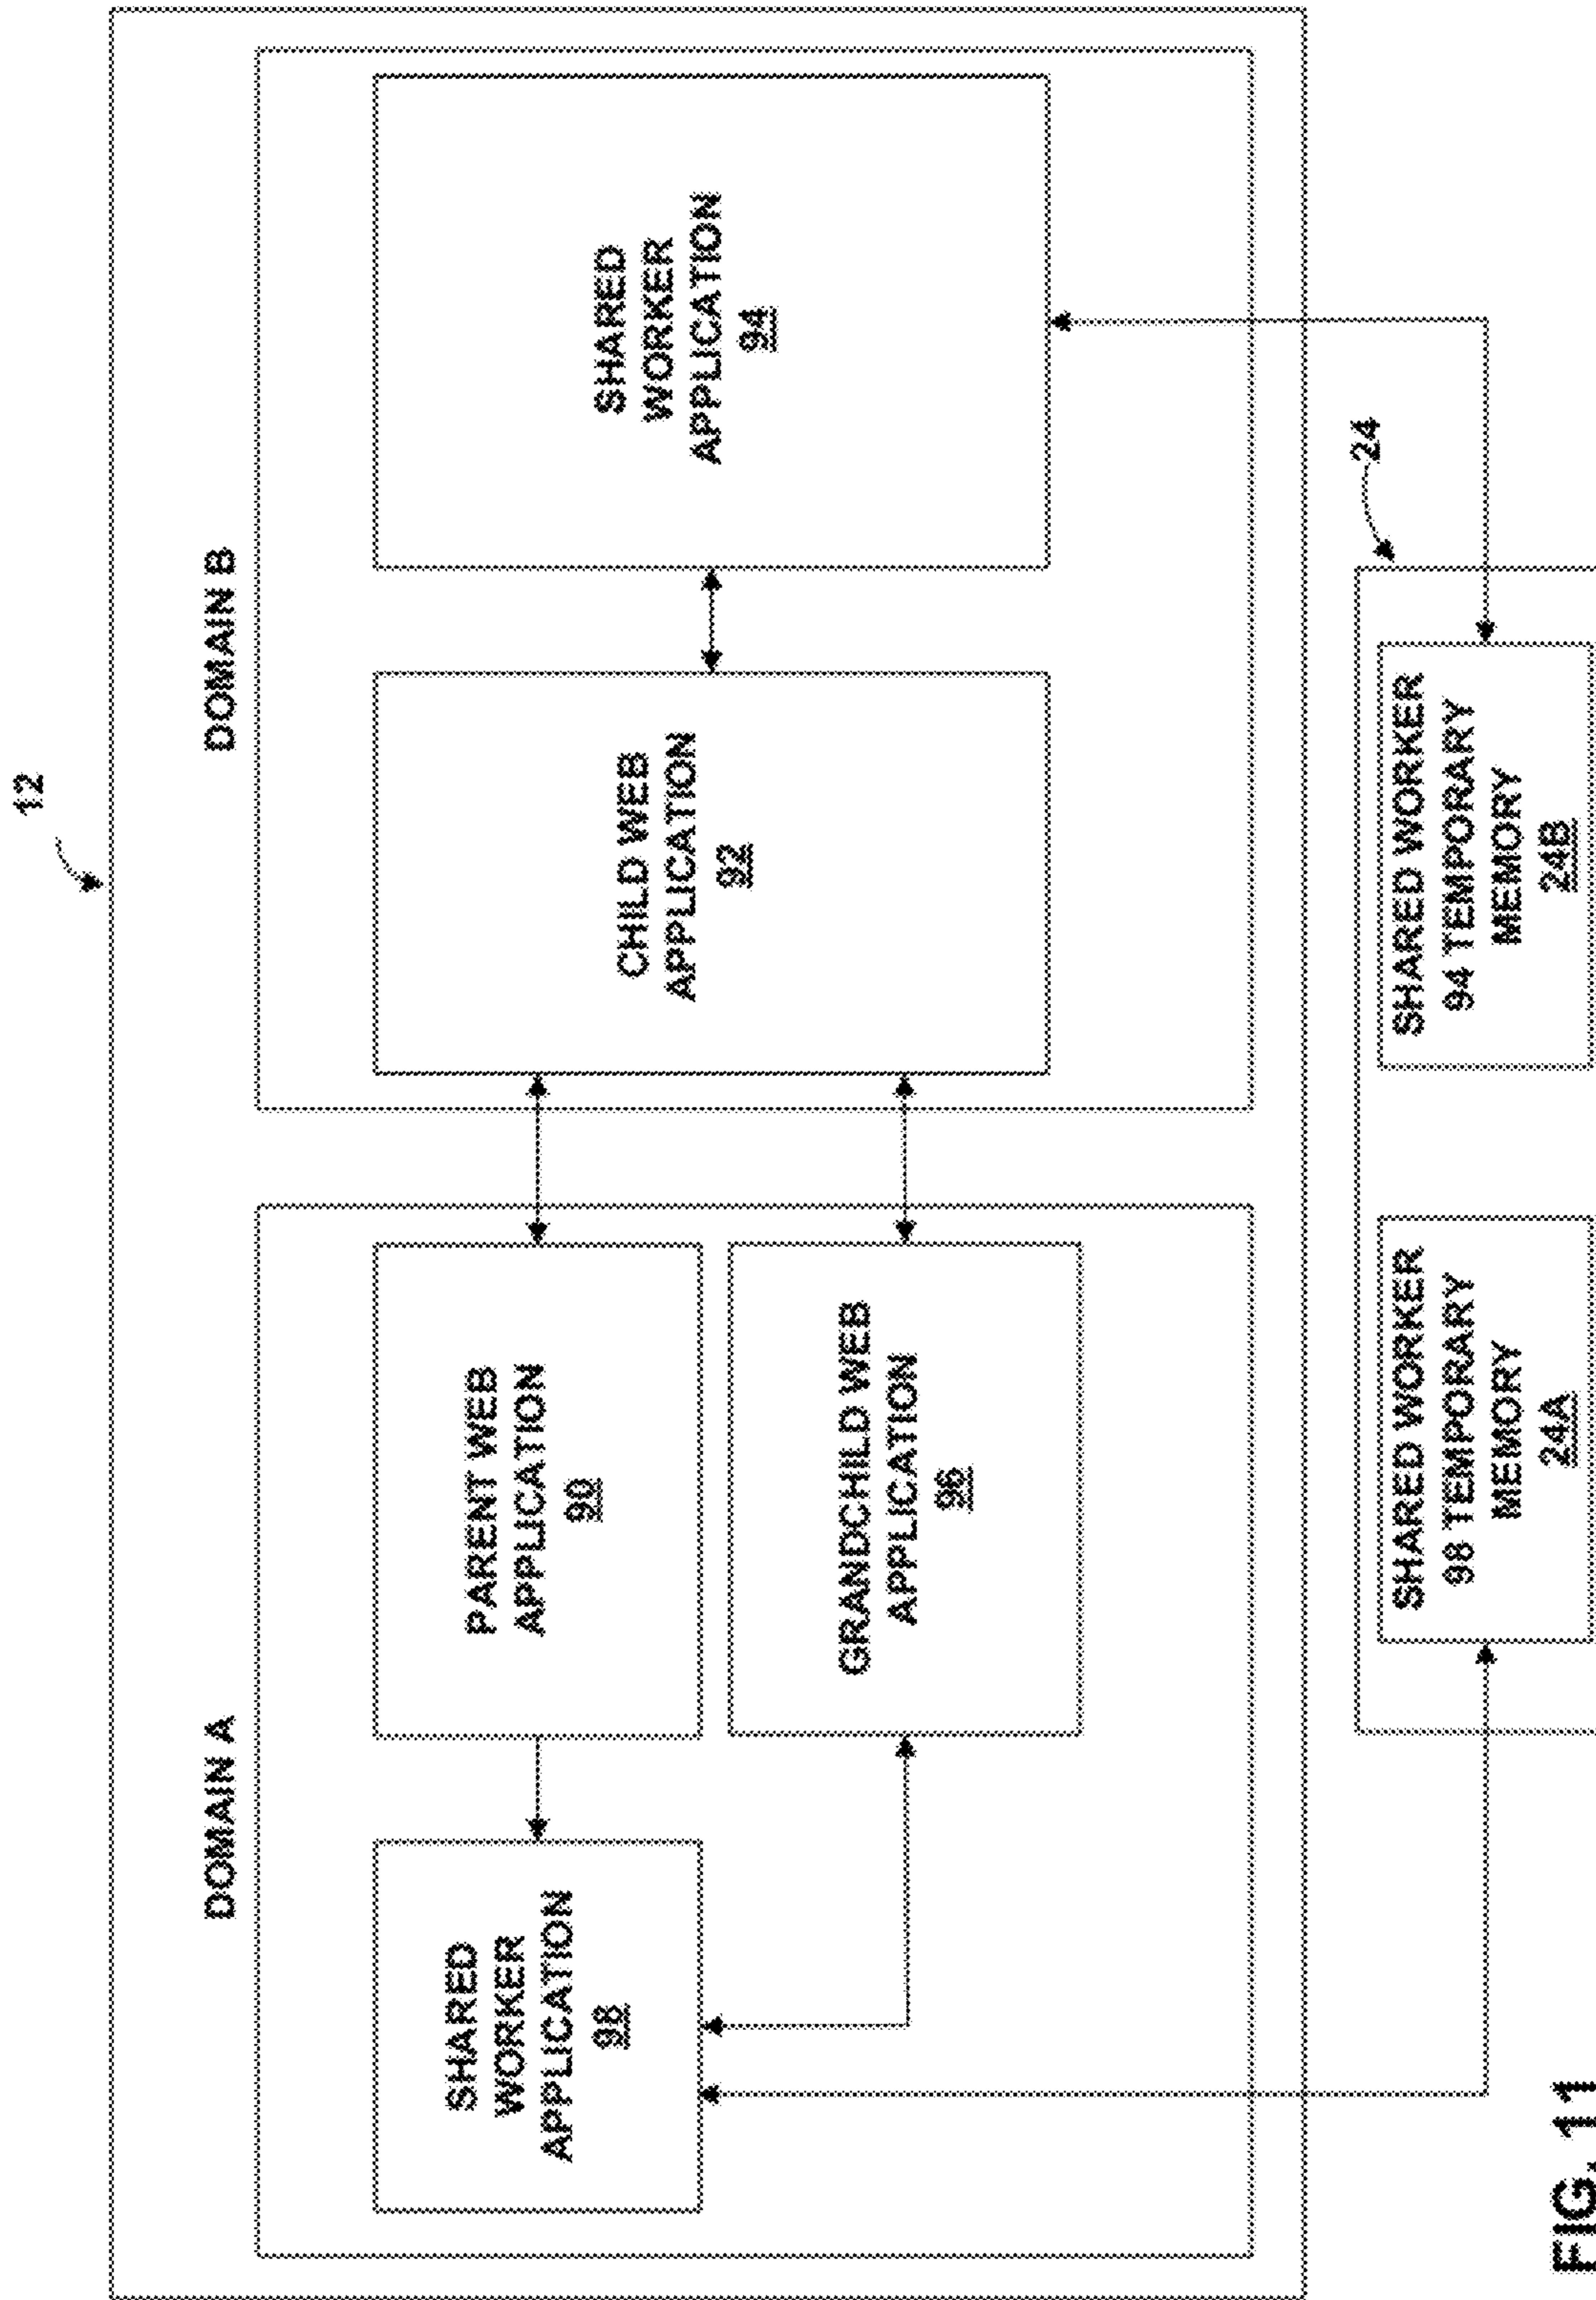 12
DOMAIN A
DOMAIN B
SHARED
WORKER
APPLICATION
98
PARENT WEB
APPLICATION
90
CHILD WEB
APPLICATION
92
SHARED
WORKER
APPLICATION
94
GRANDCHILD WEB
APPLICATION
96
24
SHARED WORKER
98 TEMPORARY
MEMORY
24A
SHARED WORKER
94 TEMPORARY
MEMORY
24B
FIG. 11